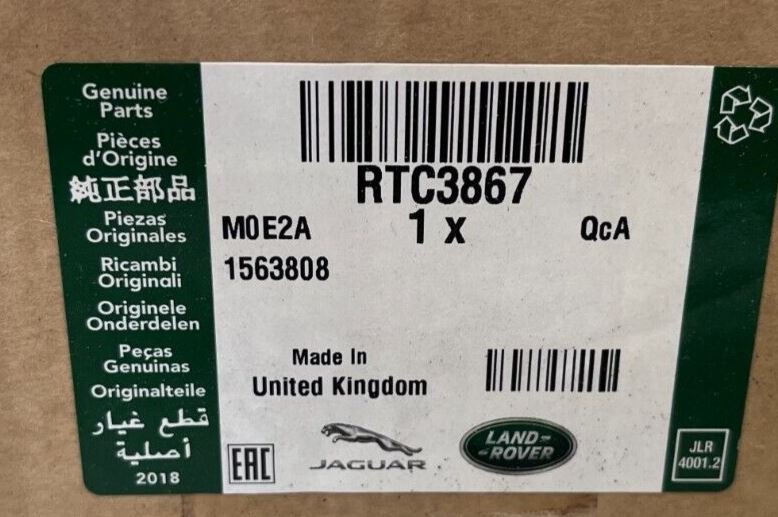 Genuine
Parts
Pièces
d'Origine
純正部品
Piezas
Originales
Ricambi
Originali
Originele
Onderdelen
Peças
Genuinas
Originalteile
قطع غيار
أصلية
2018
RTC3867
M0E2A 1 x QcA
1563808
Made In
United Kingdom
EAC
JAGUAR
LAND-
-ROVER
JLR
4001.2